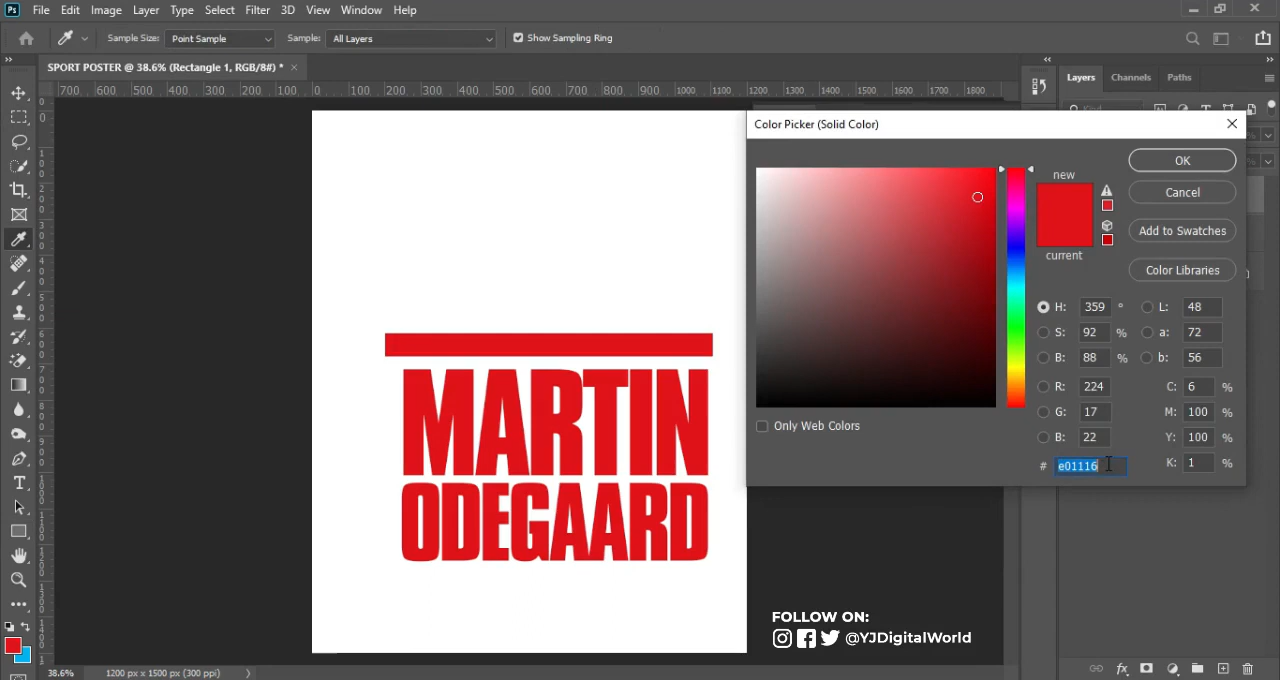 Ps File Edit Image Layer Type Select Filter 3D View Window Help
Sample Size: Point Sample Sample: All Layers Show Sampling Ring
SPORT POSTER @ 38.6% (Rectangle 1, RGB/8#) * ×
Layers Channels Paths
700 600 500 400 300 200 100 0 100 200 300 400 500 600 700 800 900 1000 1100 1200 1300 1400 1500 1600 1700 1800
Color Picker (Solid Color)
new
OK
Cancel
current
Add to Swatches
Color Libraries
H: 359 ° L: 48
S: 92 % a: 72
B: 88 % b: 56
R: 224 C: 6 %
G: 17 M: 100 %
B: 22 Y: 100 %
# e01116 K: 1 %
Only Web Colors
MARTIN
ODEGAARD
FOLLOW ON:
@YJDigitalWorld
38.6% 1200 px x 1500 px (300 ppi)